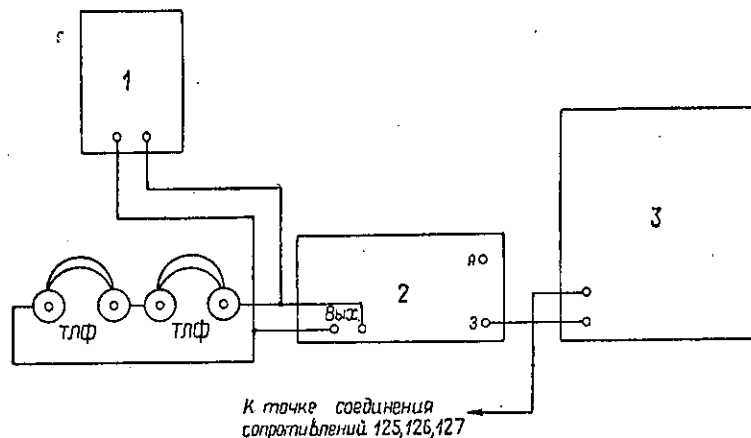 1
3
2
А
Вых.
З
ТЛФ
ТЛФ
К точке соединения
сопротивлений 125,126,127